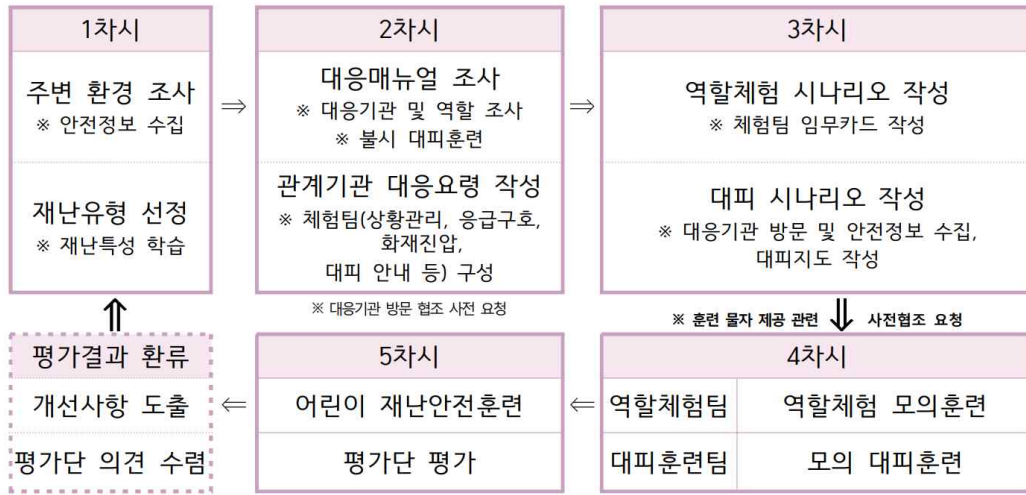 1차시
주변 환경 조사
※ 안전정보 수집
재난유형 선정
※ 재난특성 학습
⇒
2차시
대응매뉴얼 조사
※ 대응기관 및 역할 조사
※ 불시 대피훈련
관계기관 대응요령 작성
※ 체험팀(상황관리, 응급구호,
화재진압,
대피 안내 등) 구성
※ 대응기관 방문 협조 사전 요청
⇒
3차시
역할체험 시나리오 작성
※ 체험팀 임무카드 작성
대피 시나리오 작성
※ 대응기관 방문 및 안전정보 수집,
대피지도 작성
※ 훈련 물자 제공 관련 ⇓ 사전협조 요청
4차시
역할체험팀 역할체험 모의훈련
대피훈련팀 모의 대피훈련
⇐
5차시
어린이 재난안전훈련
평가단 평가
⇐
평가결과 환류
개선사항 도출
평가단 의견 수렴
⇑